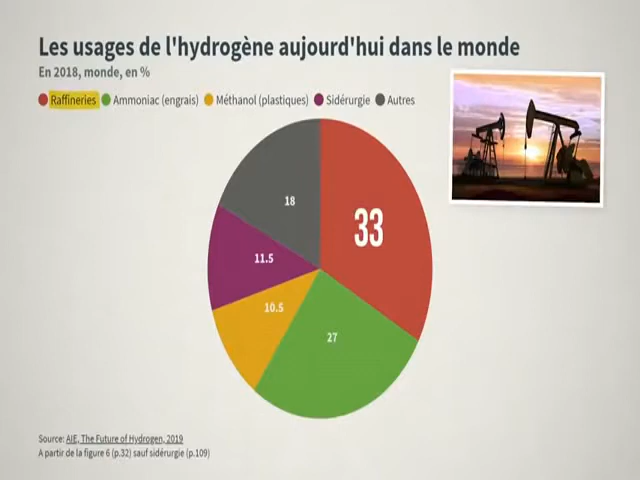 Les usages de l'hydrogène aujourd'hui dans le monde
En 2018, monde, en %
Raffineries Ammoniac (engrais) Méthanol (plastiques) Sidérurgie Autres
18
33
11.5
10.5
27
Source: AIE, The Future of Hydrogen, 2019
A partir de la figure 6 (p.32) sauf sidérurgie (p.109)